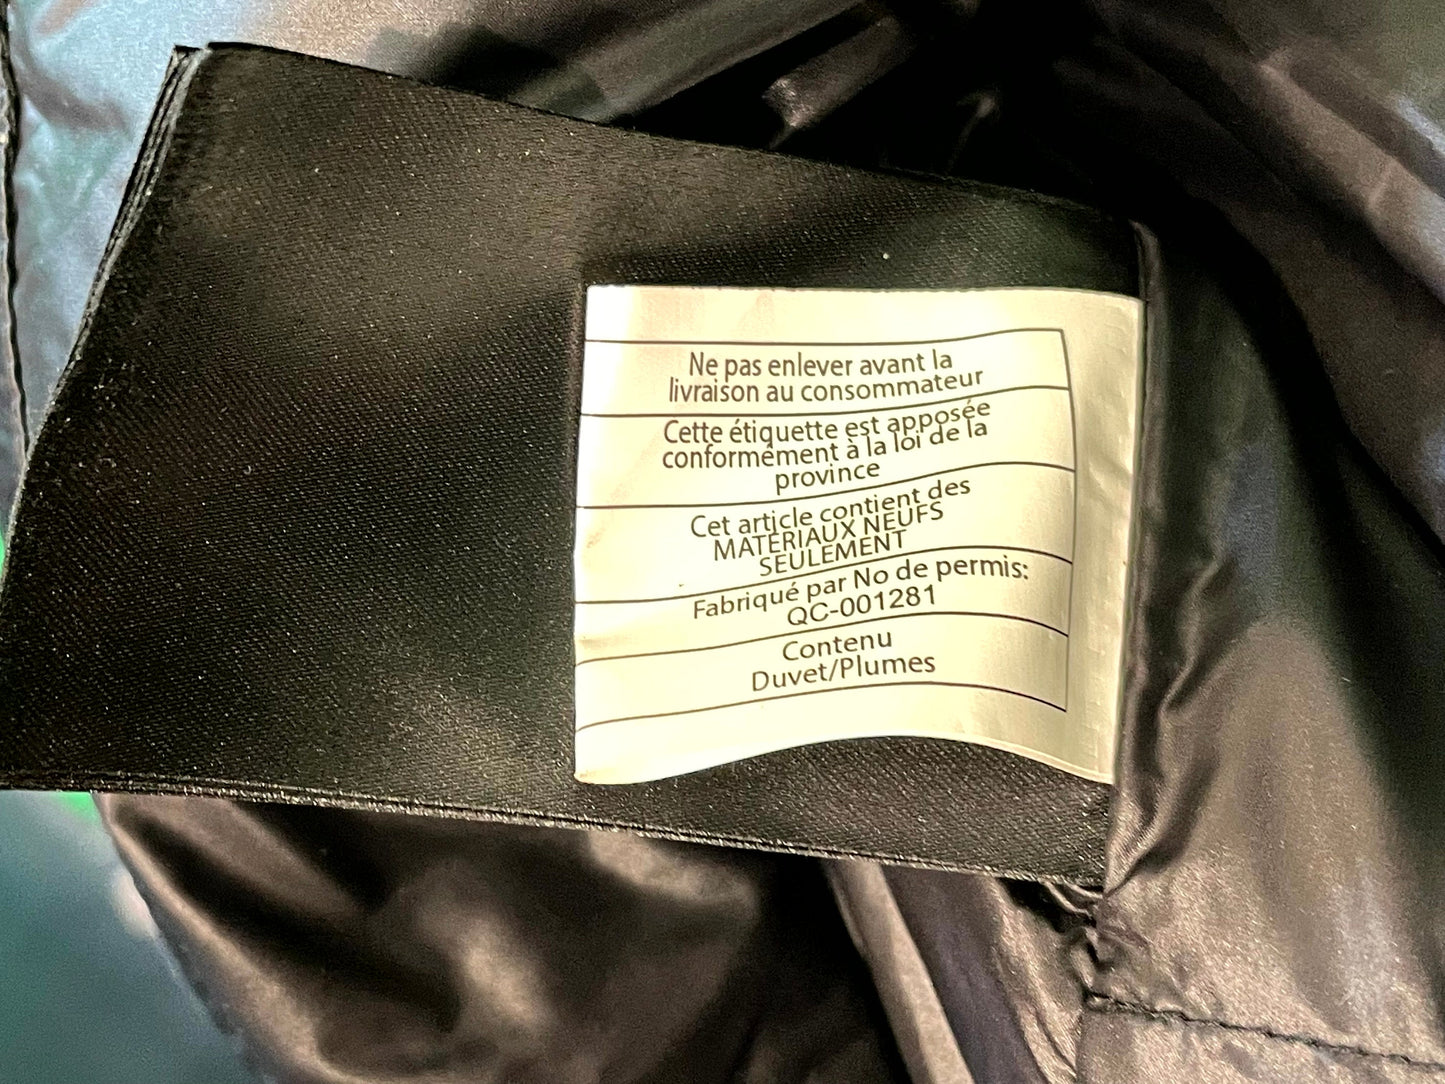 Ne pas enlever avant la
livraison au consommateur
Cette étiquette est apposée
conformément à la loi de la
province
Cet article contient des
MATÉRIAUX NEUFS
SEULEMENT
Fabriqué par No de permis:
QC-001281
Contenu
Duvet/Plumes